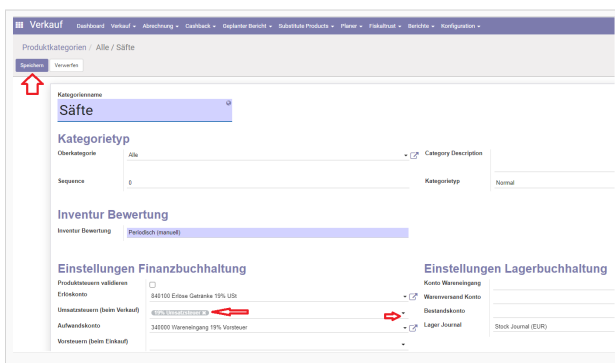 Verkauf Dashboard Verkauf Abrechnung Cashback Geplanter Bericht Substitute Products Planer Fiskaltrust Berichte Konfiguration
Produktkategorien / Alle / Säfte
Speichern Verwerfen
Kategorienname
Säfte
Kategorietyp
Oberkategorie Alle Category Description
Sequence 0 Kategorietyp Normal
Inventur Bewertung
Inventur Bewertung Periodisch (manuell)
Einstellungen Finanzbuchhaltung Einstellungen Lagerbuchhaltung
Produktsteuern validieren Konto Wareneingang
Erlöskonto 840100 Erlöse Getränke 19% USt Warenversand Konto
Umsatzsteuern (beim Verkauf) 19% Umsatzsteuer Bestandskonto
Aufwandskonto 340000 Wareneingang 19% Vorsteuer Lager Journal Stock Journal (EUR)
Vorsteuern (beim Einkauf)